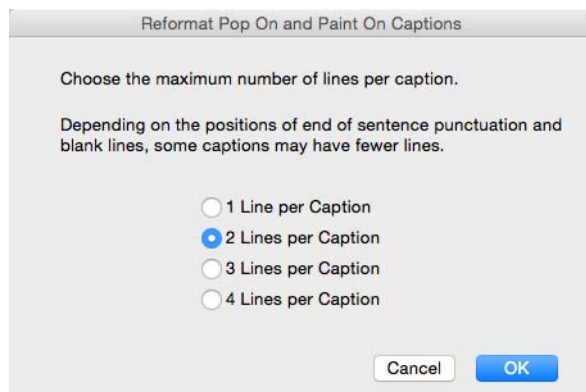 Reformat Pop On and Paint On Captions
Choose the maximum number of lines per caption.
Depending on the positions of end of sentence punctuation and
blank lines, some captions may have fewer lines.
1 Line per Caption
2 Lines per Caption
3 Lines per Caption
4 Lines per Caption
Cancel OK